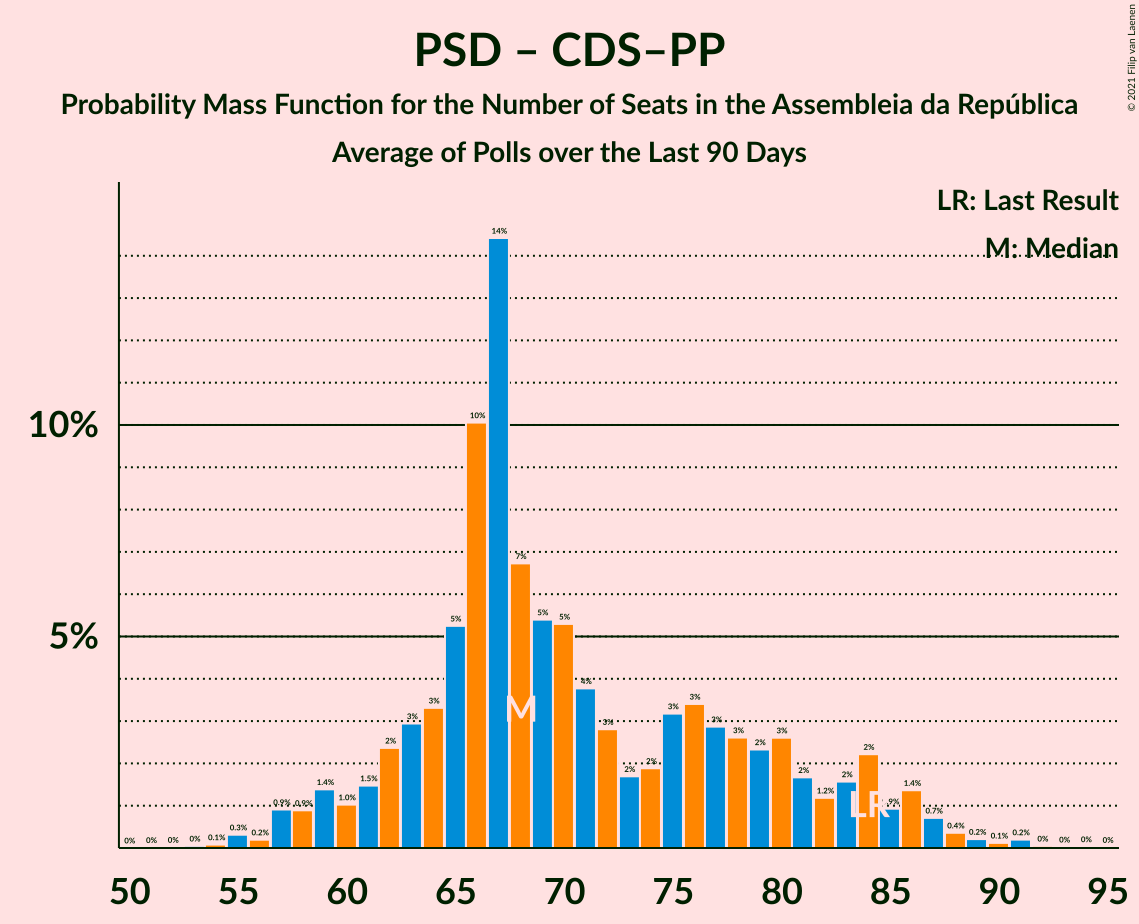 PSD – CDS–PP
Probability Mass Function for the Number of Seats in the Assembleia da República
Average of Polls over the Last 90 Days
© 2021 Filip van Laenen
LR: Last Result
M: Median
10%
5%
0% 0% 0% 0% 0.1% 0.3% 0.2% 0.9% 0.9% 1.4% 1.0% 1.5% 2% 3% 3% 5% 10% 14% 7% 5% 5% 4% 3% 2% 2% 3% 3% 3% 3% 2% 3% 2% 1.2% 2% 2% 1.4% 0.7% 0.4% 0.2% 0.1% 0.2% 0% 0% 0% 0%
M
LR
50 55 60 65 70 75 80 85 90 95